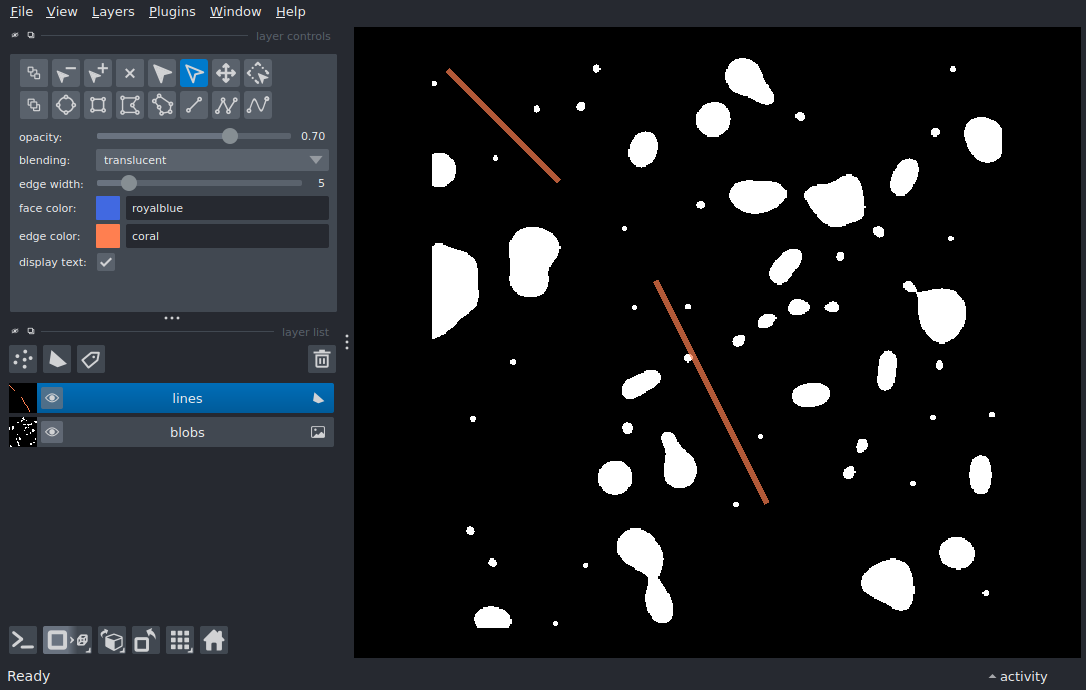 File View Layers Plugins Window Help
layer controls
opacity: 0.70
blending: translucent
edge width: 5
face color: royalblue
edge color: coral
display text:
layer list
lines
blobs
Ready
activity